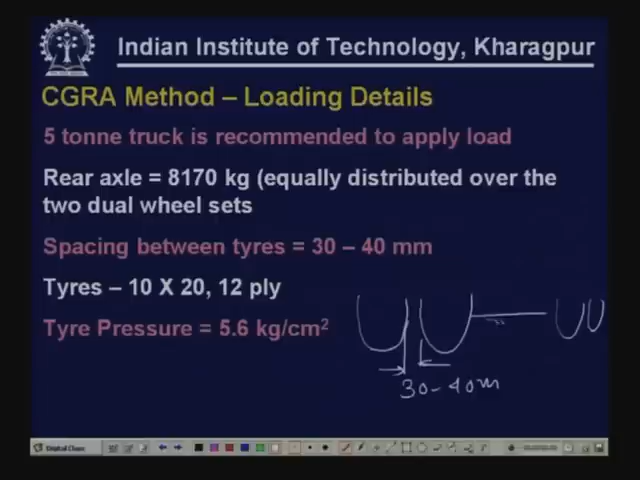 Indian Institute of Technology, Kharagpur
CGRA Method – Loading Details
5 tonne truck is recommended to apply load
Rear axle = 8170 kg (equally distributed over the
two dual wheel sets
Spacing between tyres = 30 – 40 mm
Tyres – 10 X 20, 12 ply
Tyre Pressure = 5.6 kg/cm²
30-40m